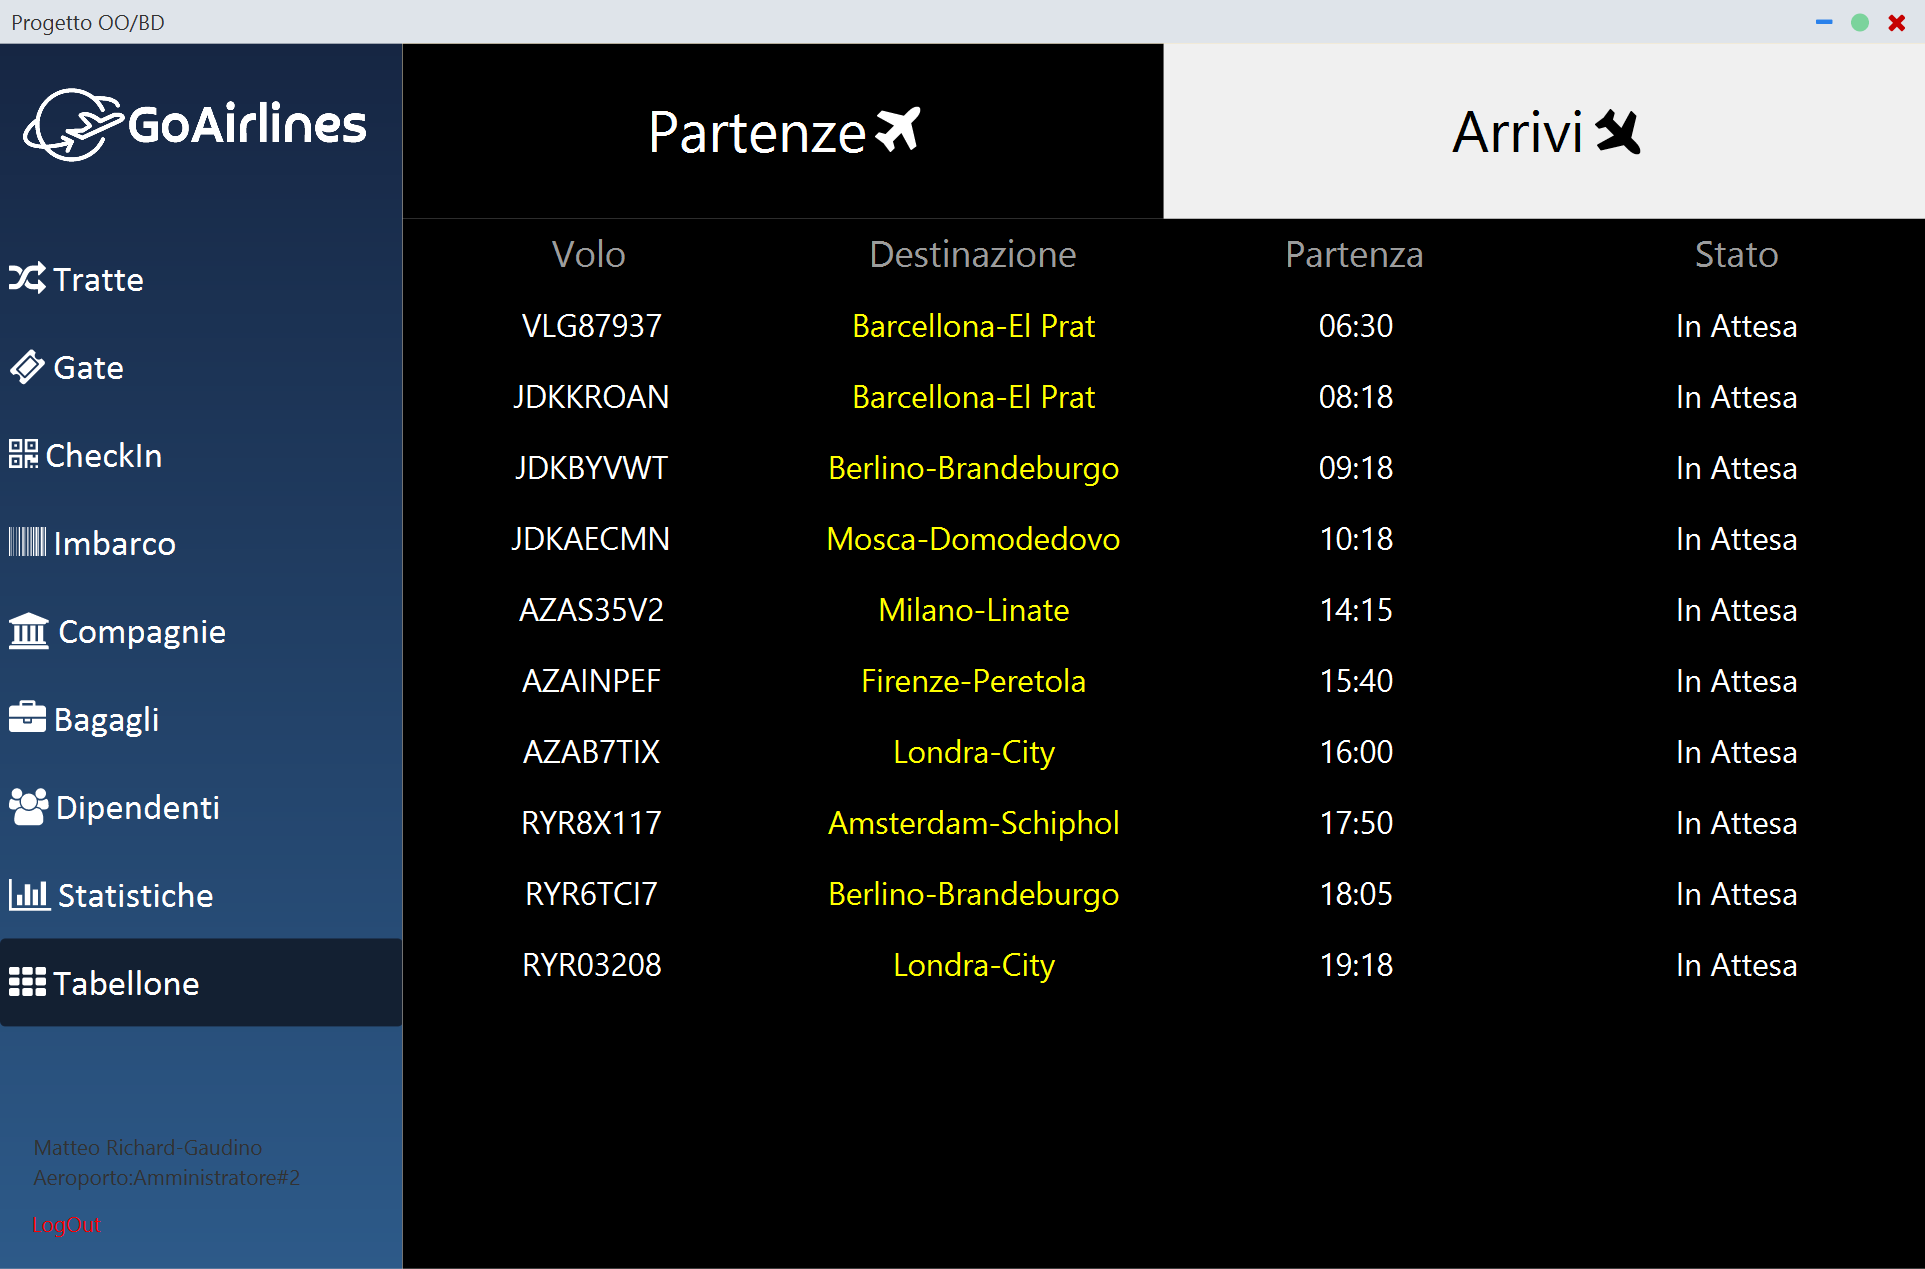 Progetto OO/BD
GoAirlines
Tratte
Gate
CheckIn
Imbarco
Compagnie
Bagagli
Dipendenti
Statistiche
Tabellone
Matteo Richard-Gaudino
Aeroporto:Amministratore#2
LogOut
Partenze
Arrivi
Volo Destinazione Partenza Stato
VLG87937 Barcellona-El Prat 06:30 In Attesa
JDKKROAN Barcellona-El Prat 08:18 In Attesa
JDKBYVWT Berlino-Brandeburgo 09:18 In Attesa
JDKAECMN Mosca-Domodedovo 10:18 In Attesa
AZAS35V2 Milano-Linate 14:15 In Attesa
AZAINPEF Firenze-Peretola 15:40 In Attesa
AZAB7TIX Londra-City 16:00 In Attesa
RYR8X117 Amsterdam-Schiphol 17:50 In Attesa
RYR6TCI7 Berlino-Brandeburgo 18:05 In Attesa
RYR03208 Londra-City 19:18 In Attesa